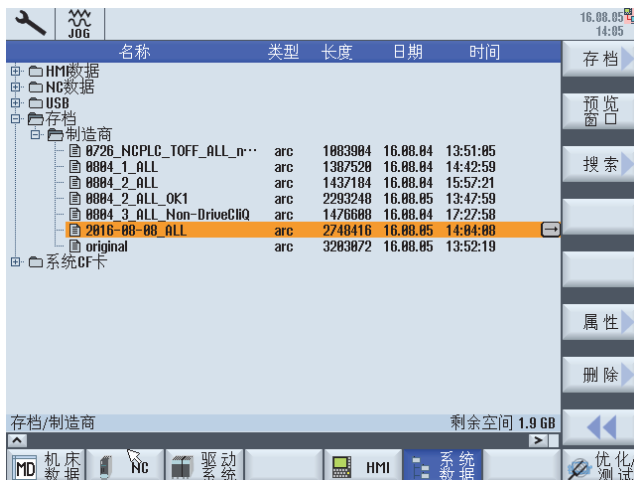 JOG
16.08.05
14:05
名称 类型 长度 日期 时间
HMI数据
NC数据
USB
存档
制造商
0726_NCPLC_TOFF_ALL_n··· arc 1083904 16.08.04 13:51:05
0804_1_ALL arc 1387520 16.08.04 14:42:59
0804_2_ALL arc 1437184 16.08.04 15:57:21
0804_2_ALL_OK1 arc 2293248 16.08.05 13:47:59
0804_3_ALL_Non-DriveCliQ arc 1476608 16.08.04 17:27:58
2016-08-08_ALL arc 2748416 16.08.05 14:04:08
original arc 3203072 16.08.05 13:52:19
系统CF卡
存档/制造商 剩余空间 1.9 GB
存档
预览
窗口
搜索
属性
删除
MD 机床
数据
NC
驱动
系统
HMI
系统
数据
优化/
测试